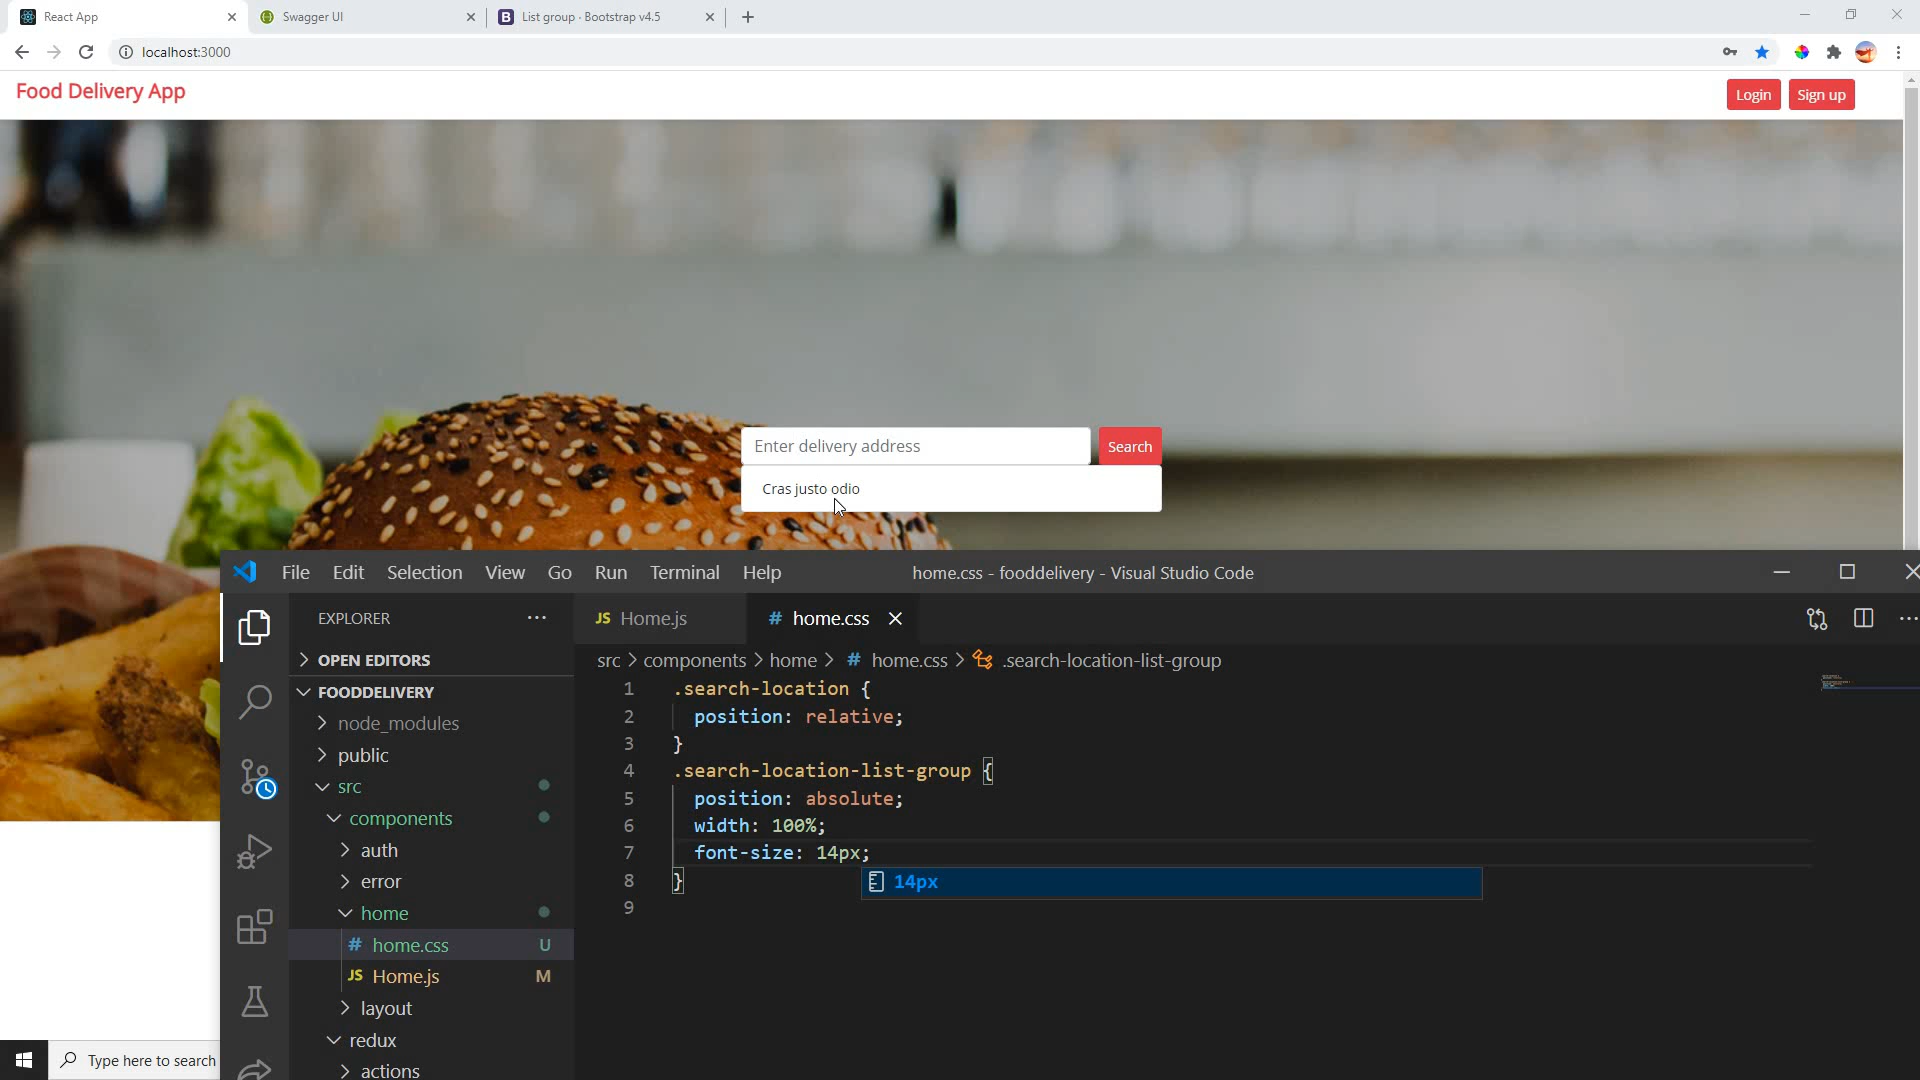 React App
Swagger UI
List group · Bootstrap v4.5
localhost:3000
Food Delivery App
Login
Sign up
Enter delivery address
Search
Cras justo odio
File Edit Selection View Go Run Terminal Help
home.css - fooddelivery - Visual Studio Code
EXPLORER
JS Home.js
# home.css
OPEN EDITORS
src > components > home > # home.css > .search-location-list-group
FOODDELIVERY
node_modules
public
src
components
auth
error
home
# home.css U
JS Home.js M
layout
redux
actions
1 .search-location {
2 position: relative;
3 }
4 .search-location-list-group {
5 position: absolute;
6 width: 100%;
7 font-size: 14px;
8 }
14px
9
Type here to search